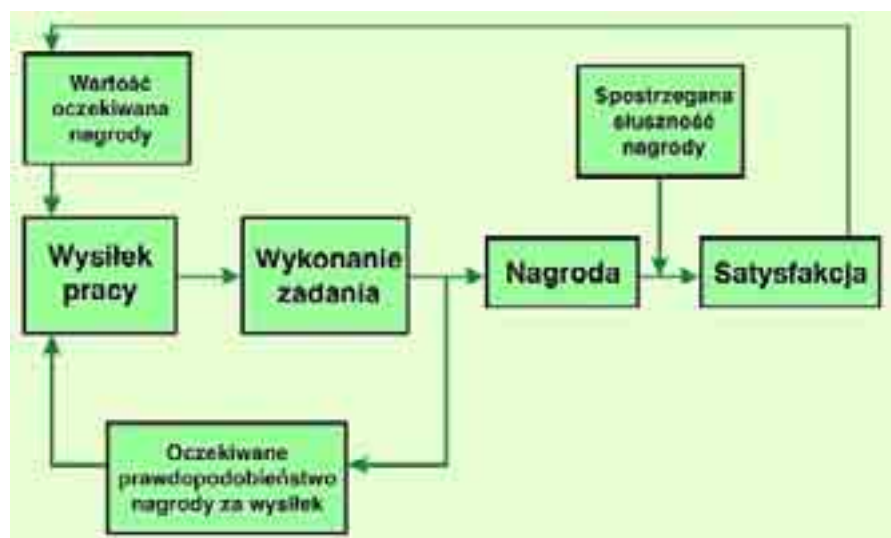 Wartość
oczekiwana
nagrody
Spostrzegana
słuszność
nagrody
Wysiłek
pracy
Wykonanie
zadania
Nagroda
Satysfakcja
Oczekiwane
prawdopodobieństwo
nagrody za wysiłek